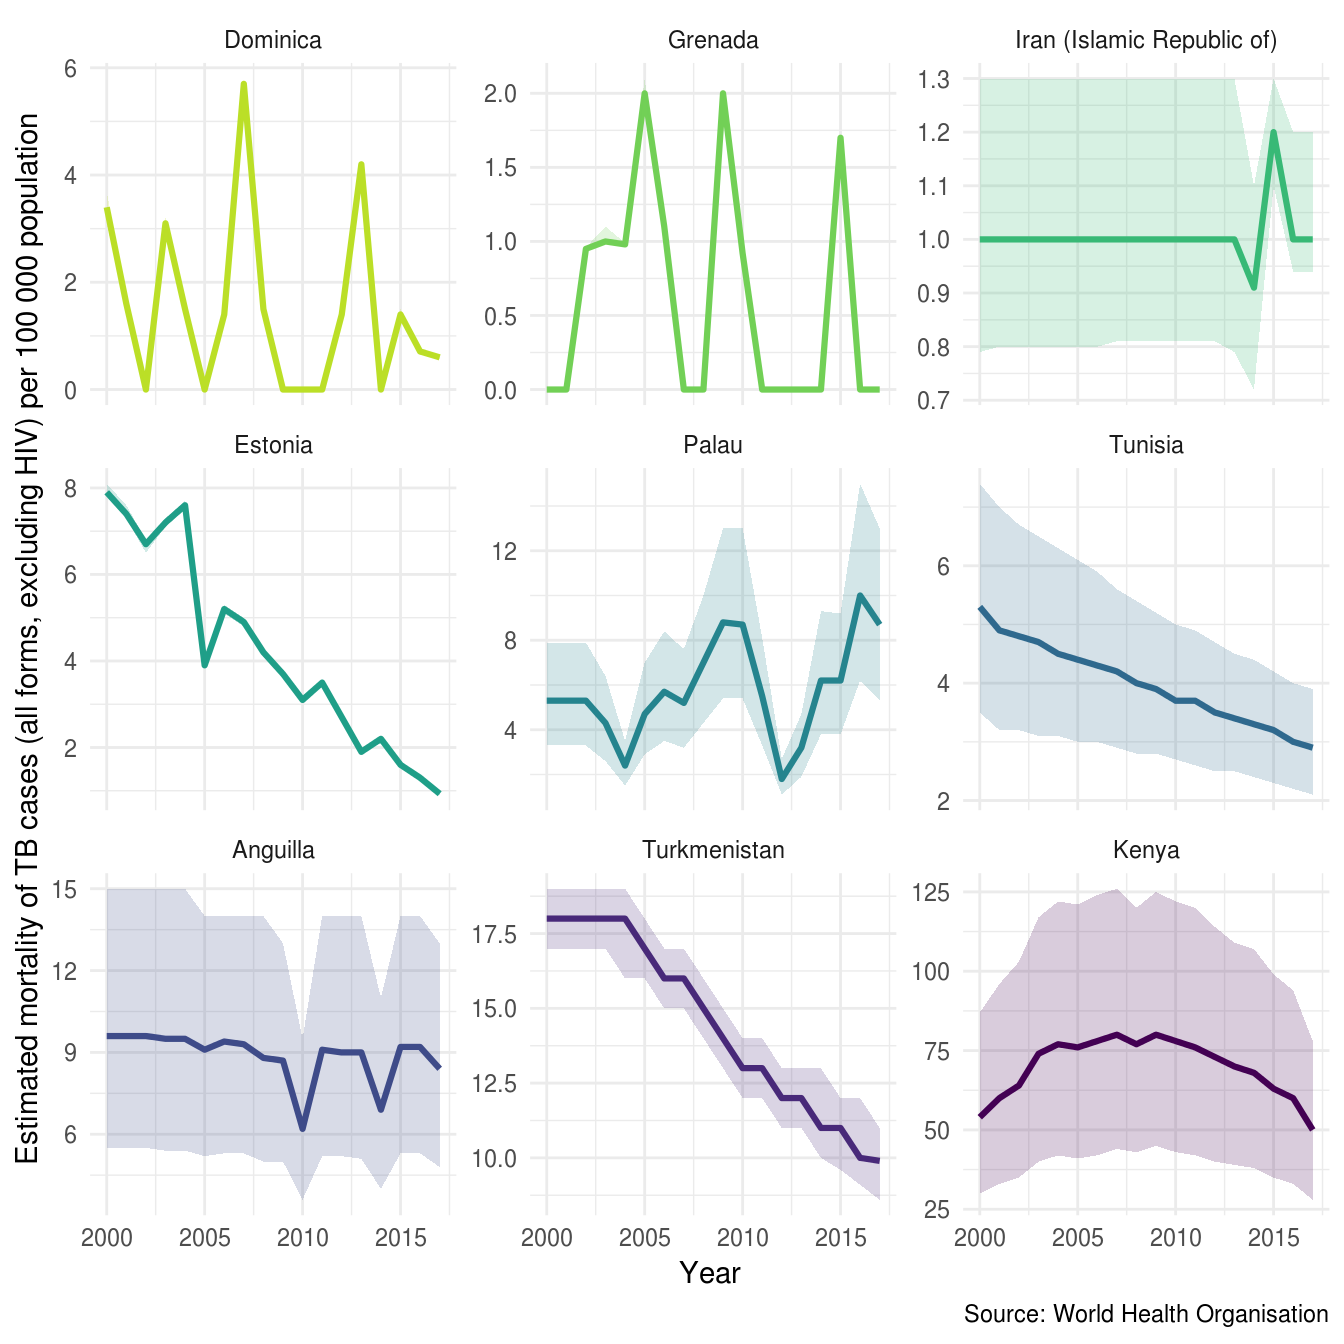 Estimated mortality of TB cases (all forms, excluding HIV) per 100 000 population
Dominica
6
4
2
0
Grenada
2.0
1.5
1.0
0.5
0.0
Iran (Islamic Republic of)
1.3
1.2
1.1
1.0
0.9
0.8
0.7
Estonia
8
6
4
2
Palau
12
8
4
Tunisia
6
4
2
Anguilla
15
12
9
6
2000 2005 2010 2015
Turkmenistan
17.5
15.0
12.5
10.0
2000 2005 2010 2015
Kenya
125
100
75
50
25
2000 2005 2010 2015
Year
Source: World Health Organisation